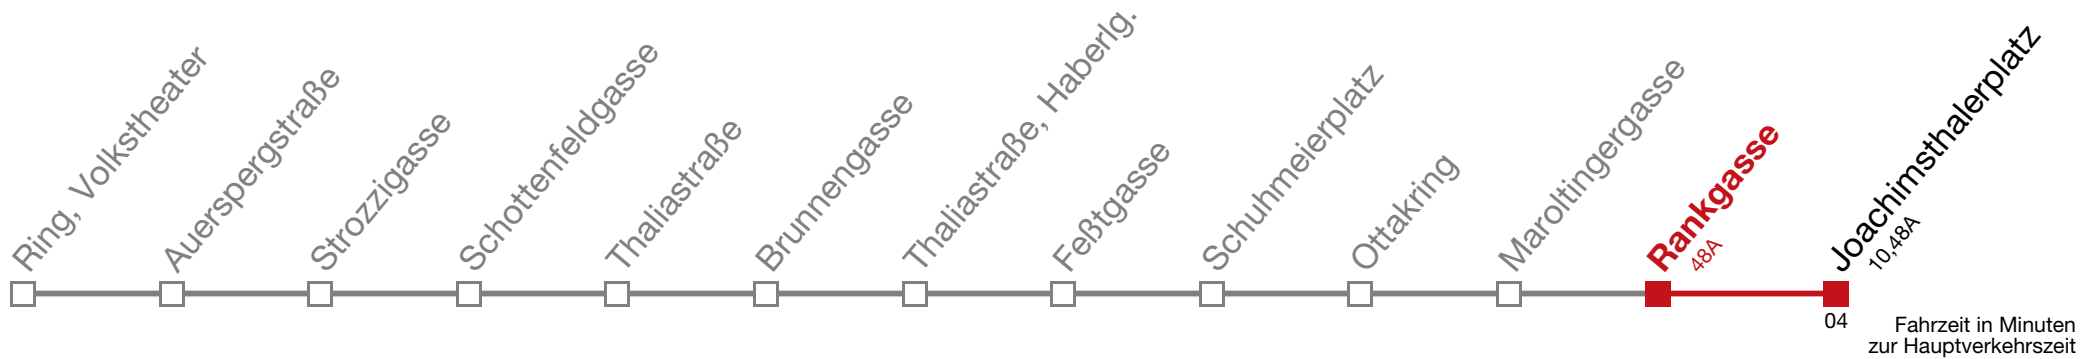 Ring, Volkstheater
Auerspergstraße
Strozzigasse
Schottenfeldgasse
Thaliastraße
Brunnengasse
Thaliastraße, Haberlg.
Feßtgasse
Schuhmeierplatz
Ottakring
Maroltingergasse
Rankgasse
48A
Joachimsthalerplatz
10,48A
04
Fahrzeit in Minuten
zur Hauptverkehrszeit